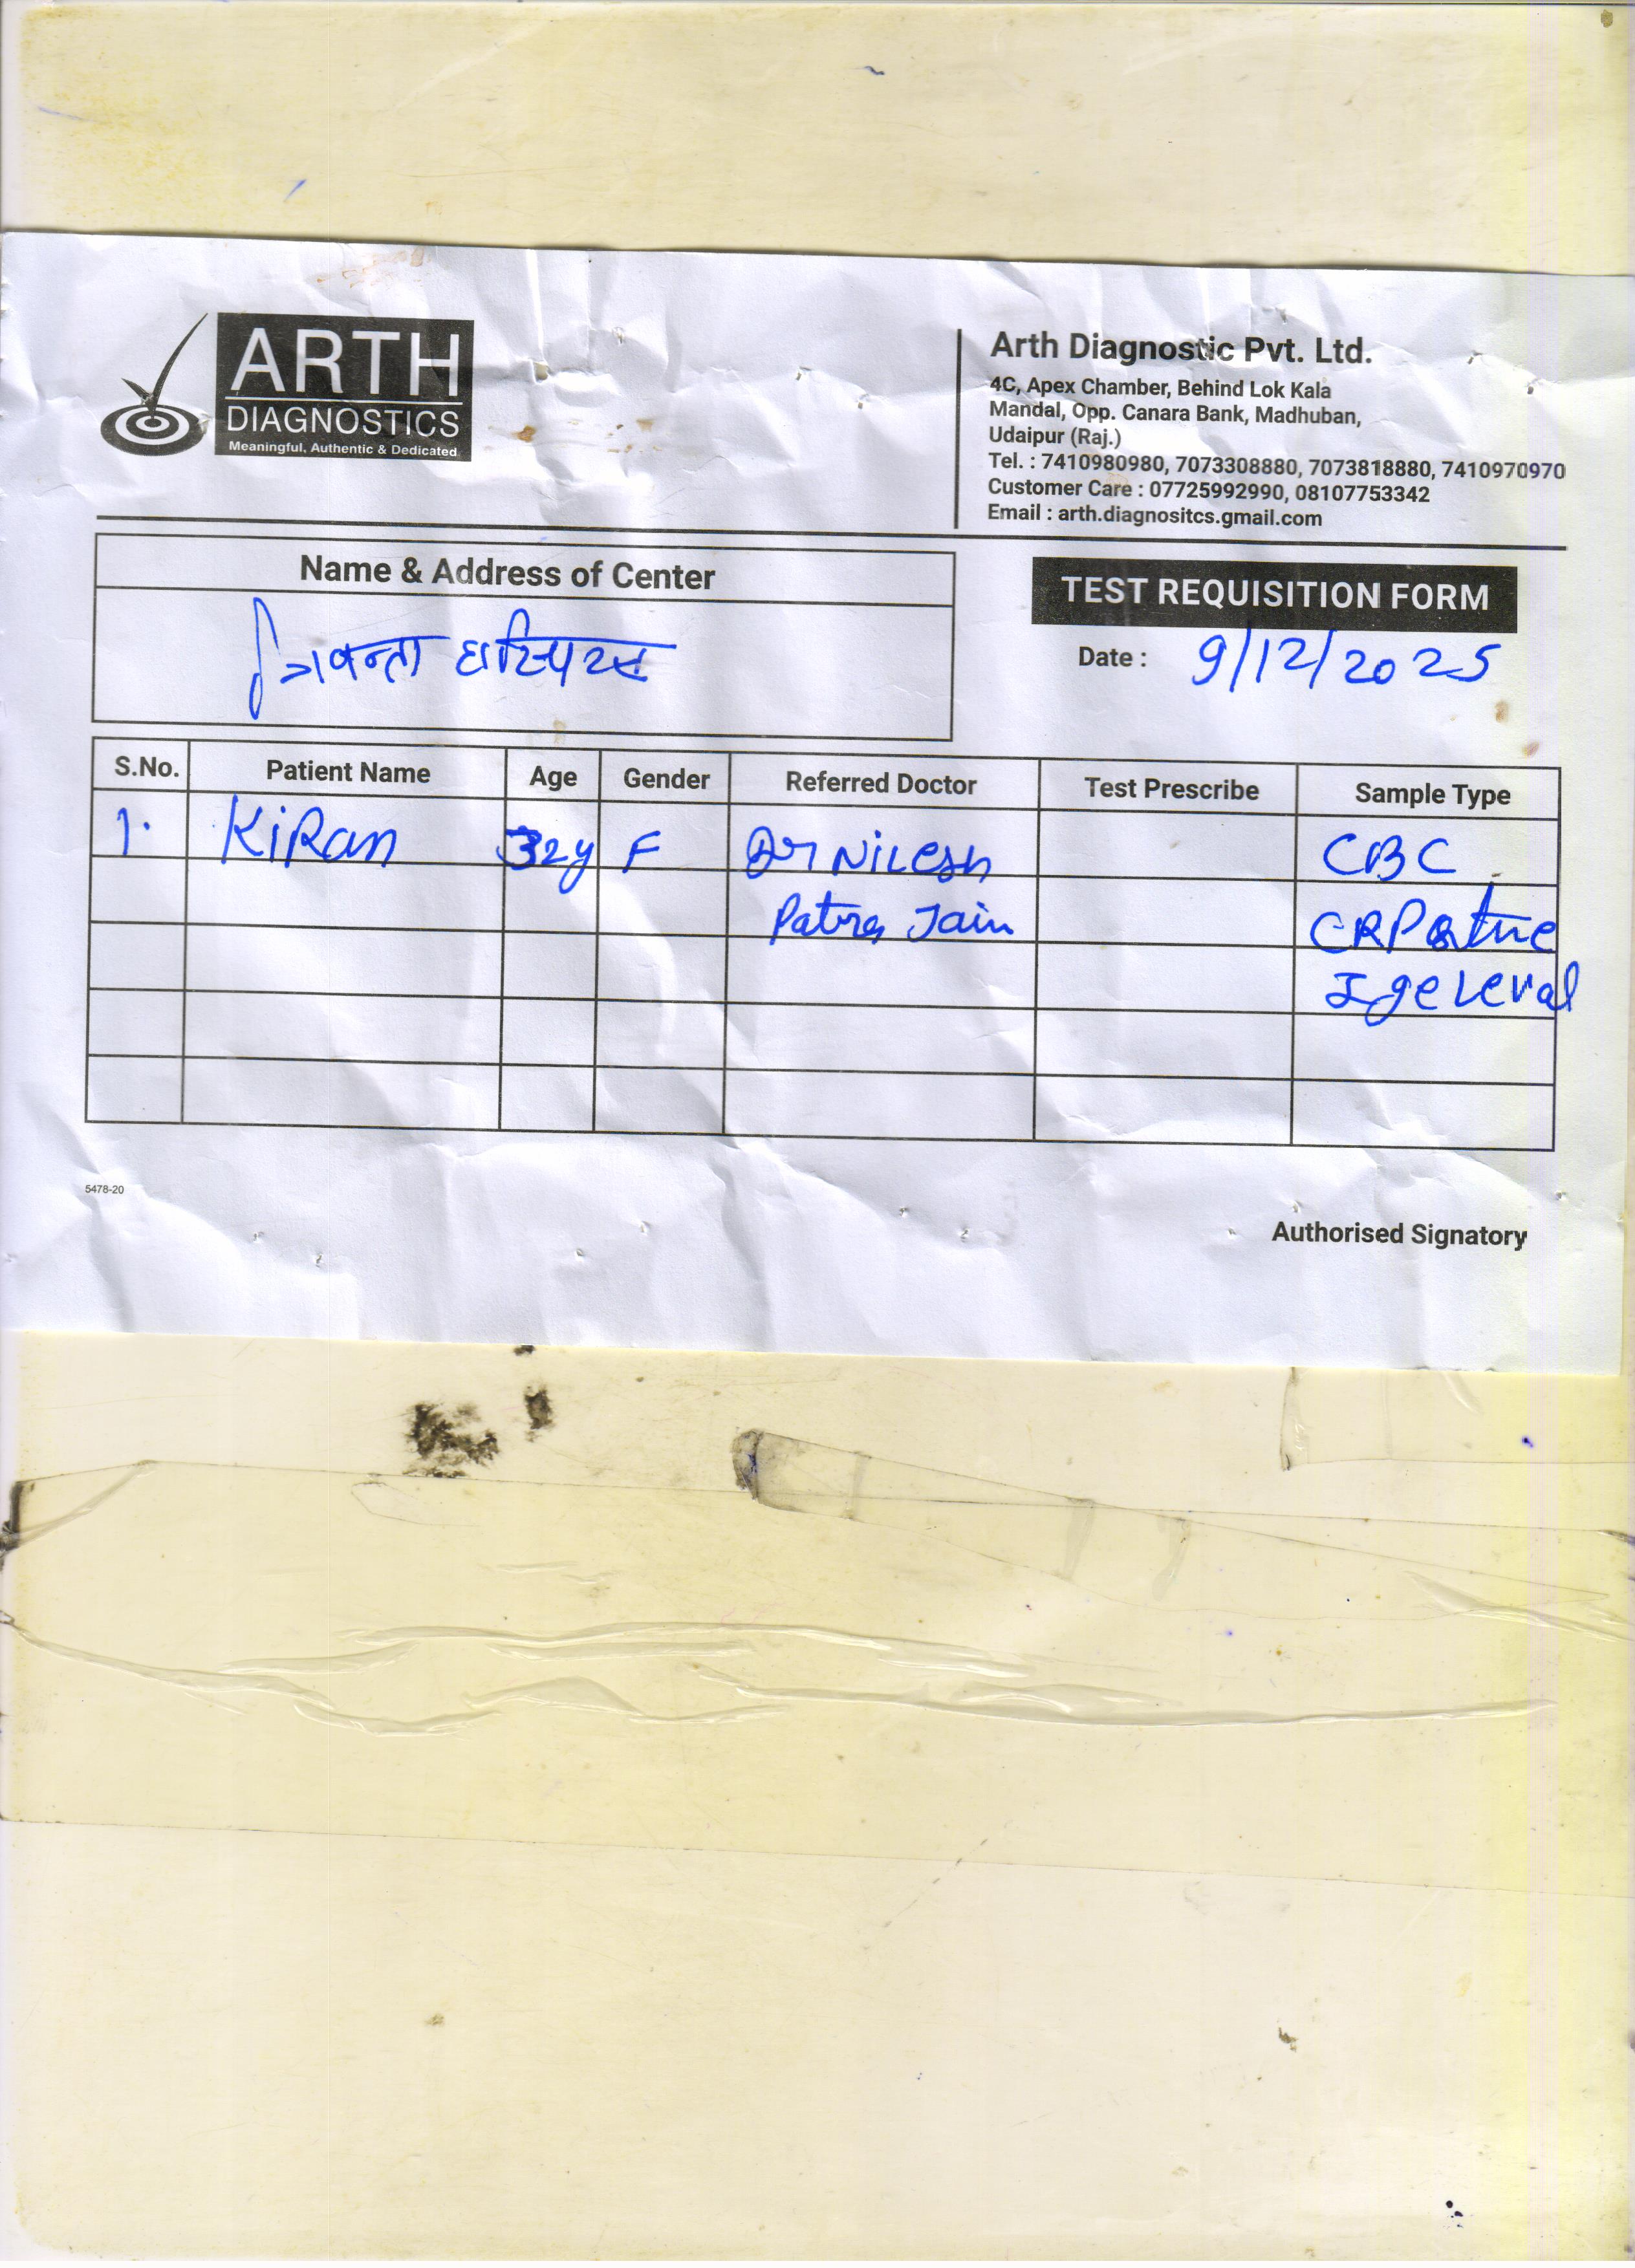 ARTH
DIAGNOSTICS
Meaningful, Authentic & Dedicated
Arth Diagnostic Pvt. Ltd.
4C, Apex Chamber, Behind Lok Kala
Mandal, Opp. Canara Bank, Madhuban,
Udaipur (Raj.)
Tel. : 7410980980, 7073308880, 7073818880, 7410970970
Customer Care : 07725992990, 08107753342
Email : arth.diagnositcs.gmail.com
Name & Address of Center
TEST REQUISITION FORM
Date : 9/12/2025
S.No. Patient Name Age Gender Referred Doctor Test Prescribe Sample Type
1. KiRan 32y F Dr NiLesh CBC
Jain CRP
Ige Leval
5478-20
Authorised Signatory